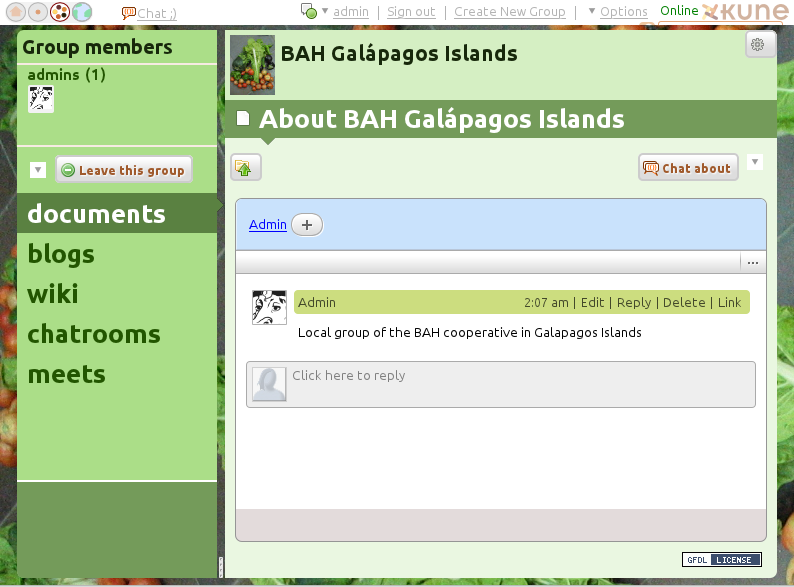 Chat ;)
admin | Sign out | Create New Group | Options Online kune
Group members
admins (1)
Leave this group
documents
blogs
wiki
chatrooms
meets
BAH Galápagos Islands
About BAH Galápagos Islands
Chat about
Admin +
...
Admin 2:07 am | Edit | Reply | Delete | Link
Local group of the BAH cooperative in Galapagos Islands
Click here to reply
GFDL LICENSE